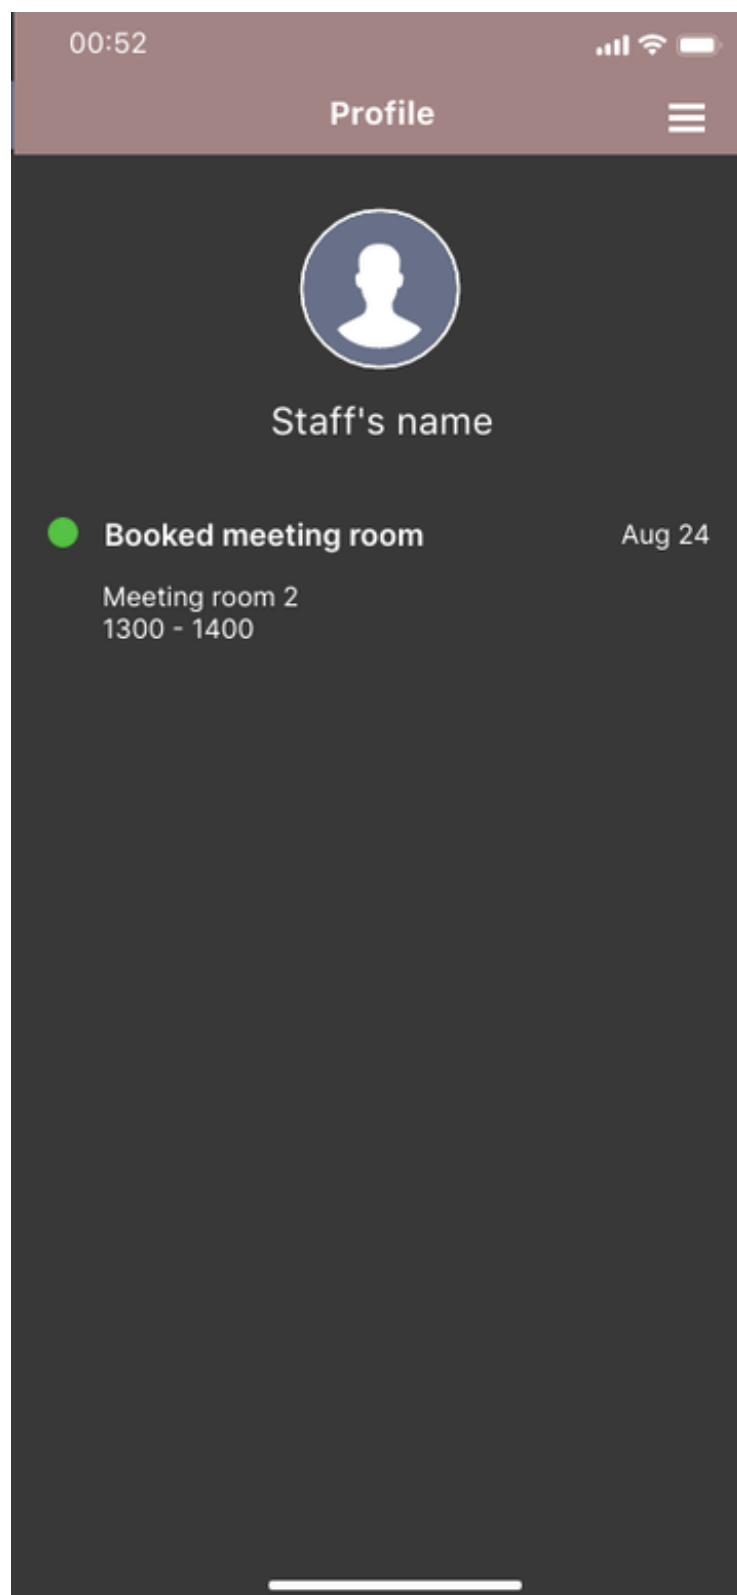 00:52
Profile
Staff's name
Booked meeting room Aug 24
Meeting room 2
1300 - 1400